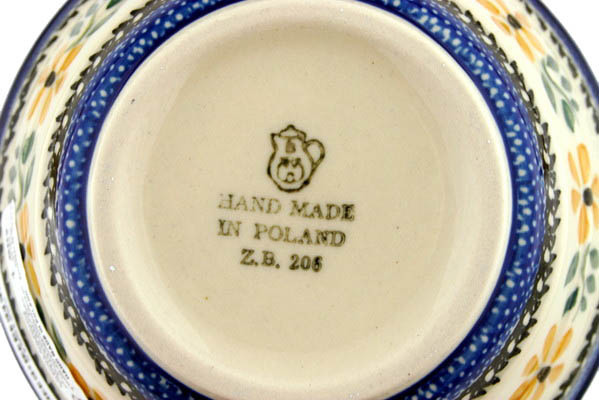 HAND MADE
IN POLAND
Z.B. 206